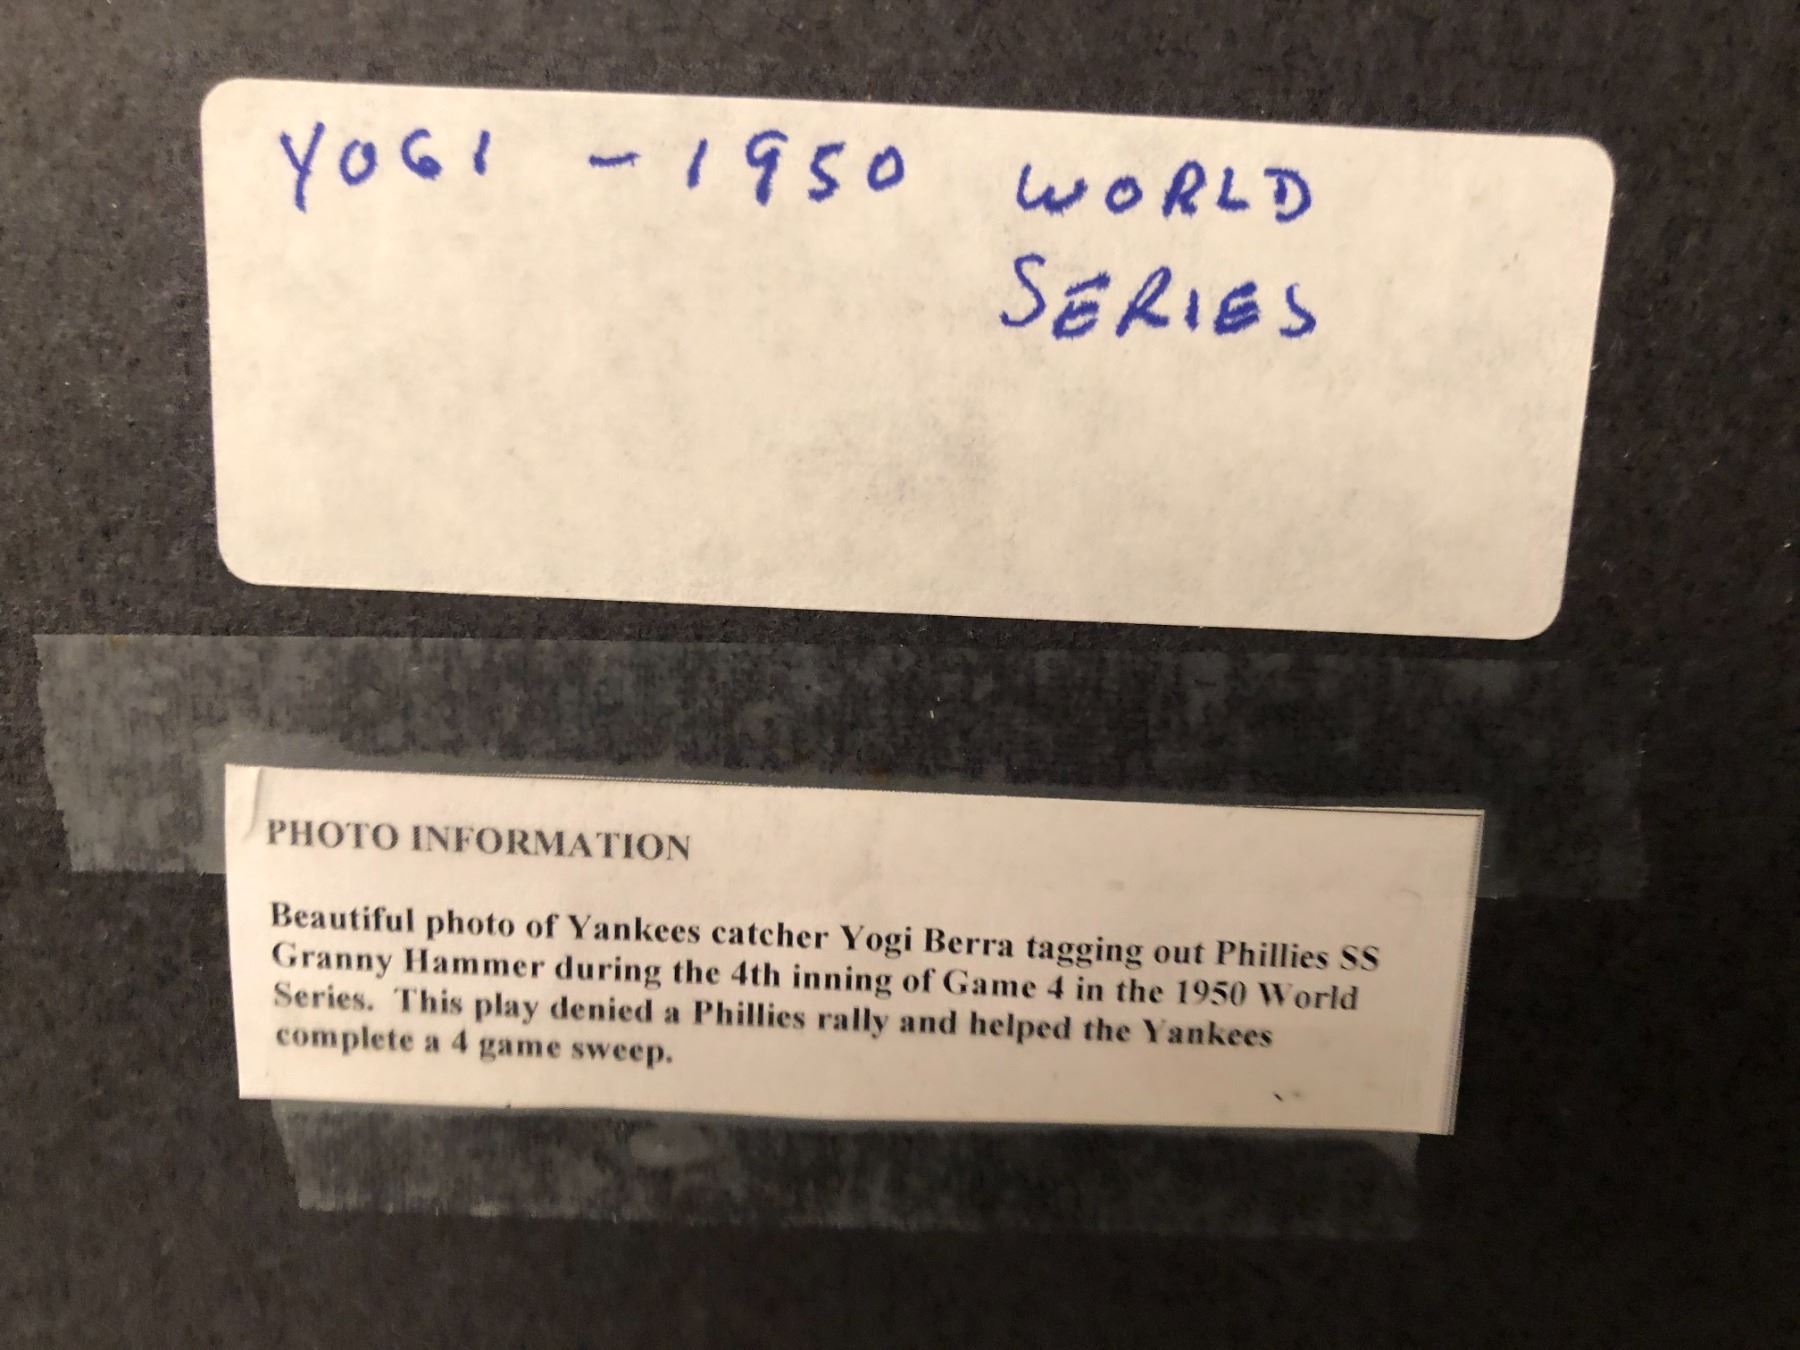 YOGI - 1950 WORLD
SERIES
PHOTO INFORMATION
Beautiful photo of Yankees catcher Yogi Berra tagging out Phillies SS
Granny Hammer during the 4th inning of Game 4 in the 1950 World
Series. This play denied a Phillies rally and helped the Yankees
complete a 4 game sweep.